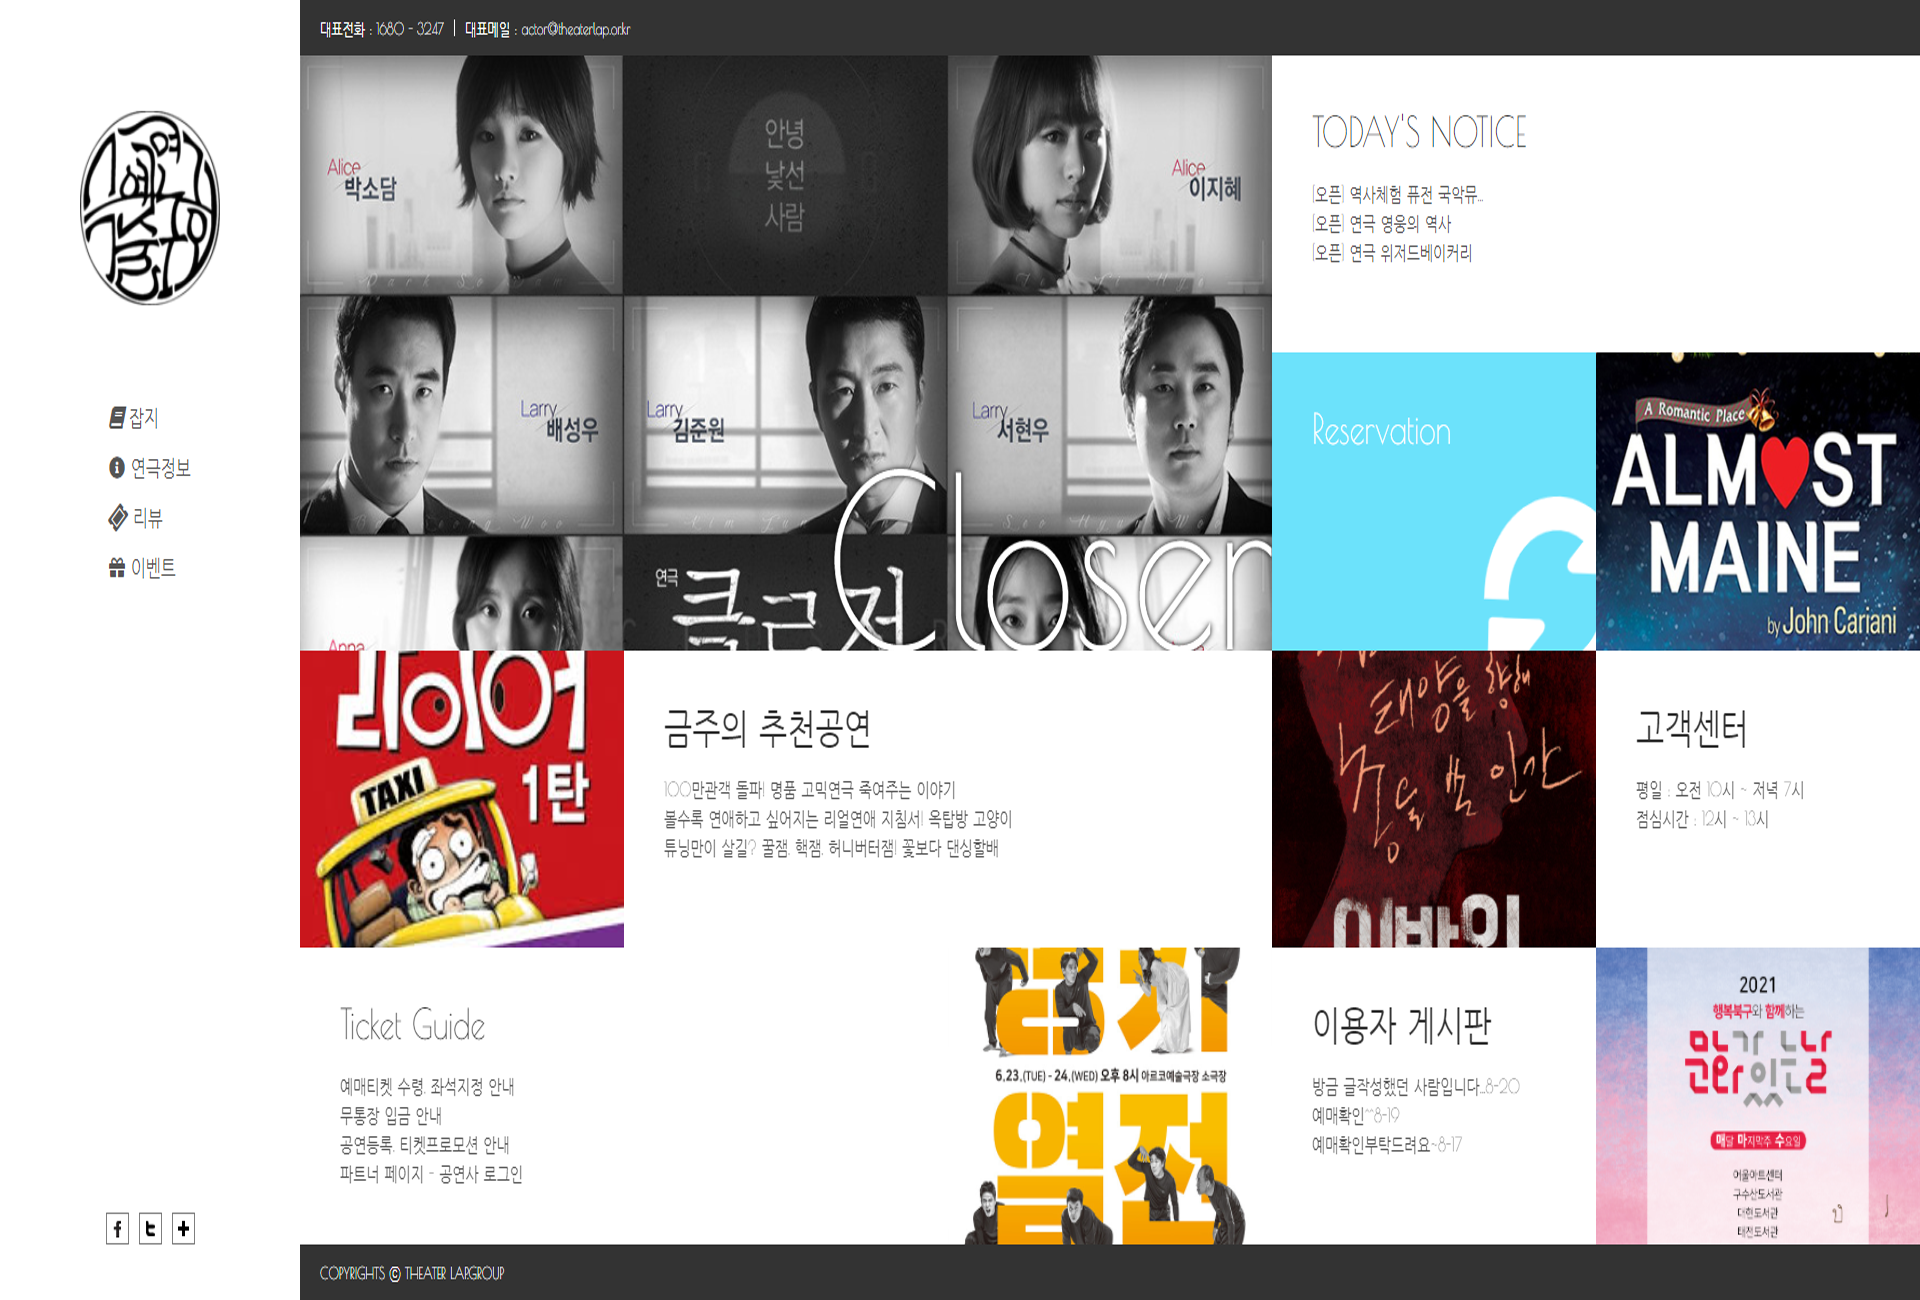 대표전화 : 1680 - 3247 | 대표메일 : actor@theaterlap.or.kr
잡지
연극정보
리뷰
이벤트
Alice
박소담
안녕
낯선
사람
Alice
이지혜
Larry
배성우
Larry
김준원
Larry
서현우
Anna
연극
클로저
Closer
TODAY'S NOTICE
[오픈] 역사체험 퓨전 국악뮤...
[오픈] 연극 영웅의 역사
[오픈] 연극 위저드베이커리
Reservation
A Romantic Place
ALMOST
MAINE
by John Cariani
라이어
1탄
TAXI
금주의 추천공연
100만관객 돌파! 명품 고믹연극 죽여주는 이야기
볼수록 연애하고 싶어지는 리얼연애 지침서! 옥탑방 고양이
튜닝만이 살길? 꿀잼, 핵잼, 허니버터잼! 꽃보다 댄싱할배
태양을 향해
이방인
고객센터
평일 : 오전 10시 ~ 저녁 7시
점심시간 : 12시 ~ 13시
Ticket Guide
예매티켓 수령, 좌석지정 안내
무통장 입금 안내
공연등록, 티켓프로모션 안내
파트너 페이지 - 공연사 로그인
6.23.(TUE) - 24.(WED) 오후 8시 아르코예술극장 소극장
열전
이용자 게시판
방금 글작성했던 사람입니다...8-20
예매확인^^8-19
예매확인부탁드려요~8-17
2021
행복북구와 함께하는
문화가 있는 날
매달 마지막주 수요일
어울아트센터
구수산도서관
대현도서관
태전도서관
COPYRIGHTS © THEATER LAP.GROUP